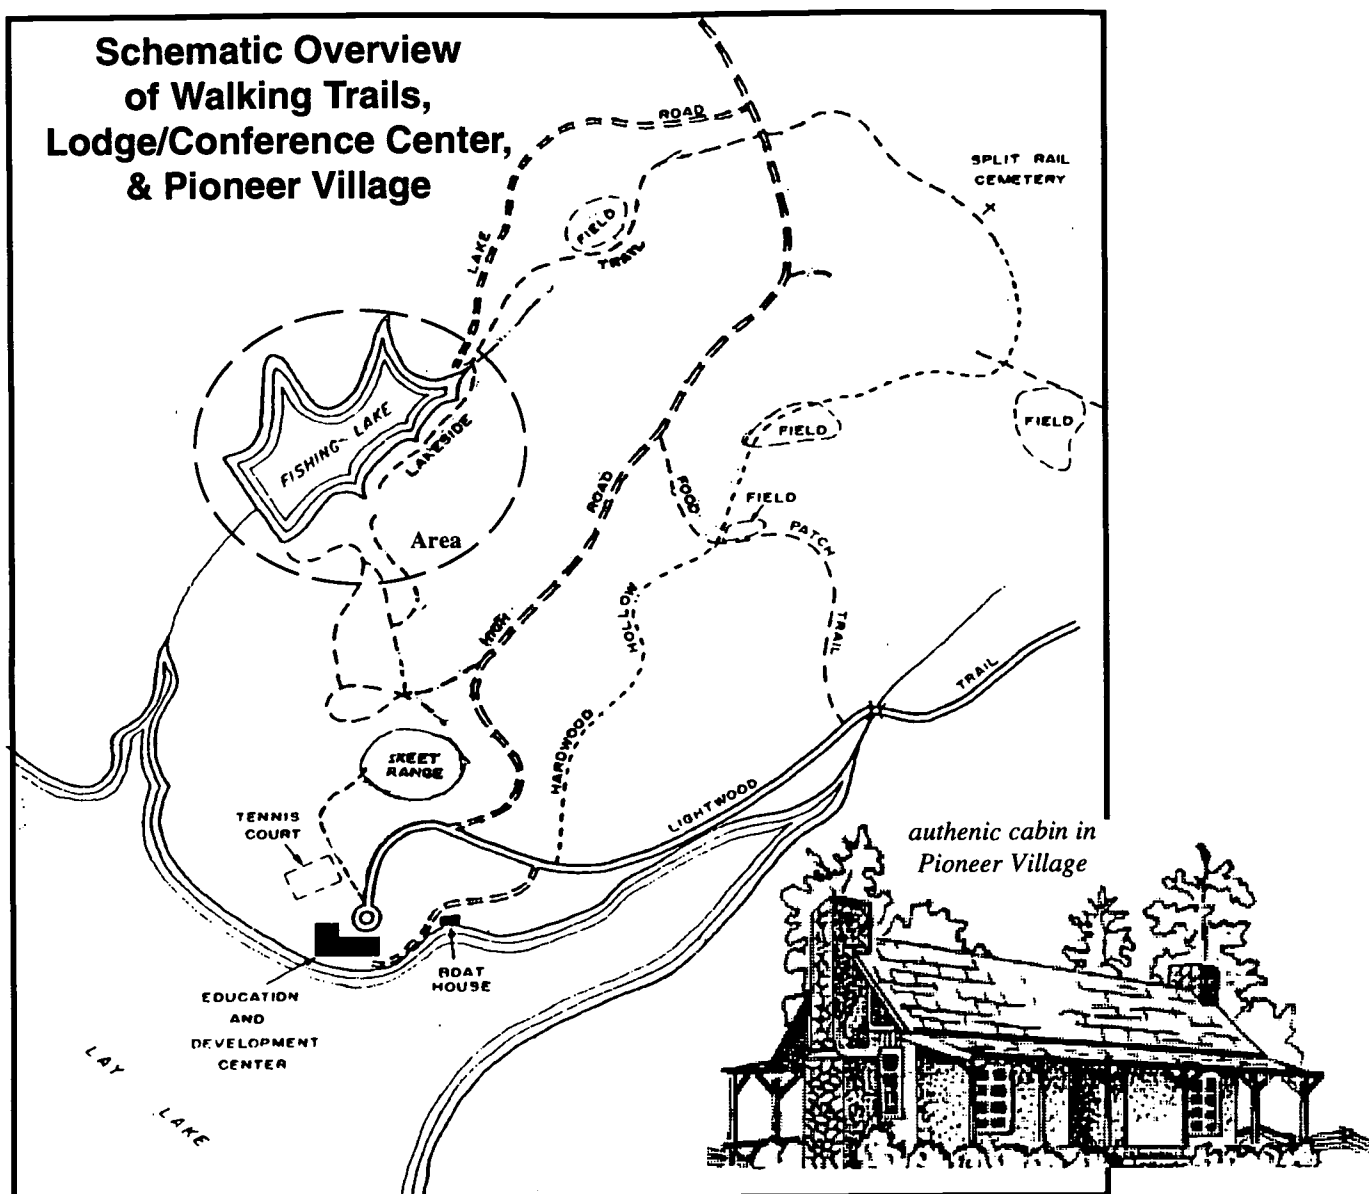 Schematic Overview
of Walking Trails,
Lodge/Conference Center,
& Pioneer Village
ROAD
LAKE
FIELD
TRAIL
SPLIT RAIL
CEMETERY
FISHING LAKE
LAKESIDE
Area
ROAD
HIGH
FOOD
FIELD
FIELD
FIELD
PATCH
TRAIL
HOLLOW
HARDWOOD
TRAIL
LIGHTWOOD
SKEET
RANGE
TENNIS
COURT
BOAT
HOUSE
EDUCATION
AND
DEVELOPMENT
CENTER
LAY
LAKE
authenic cabin in
Pioneer Village